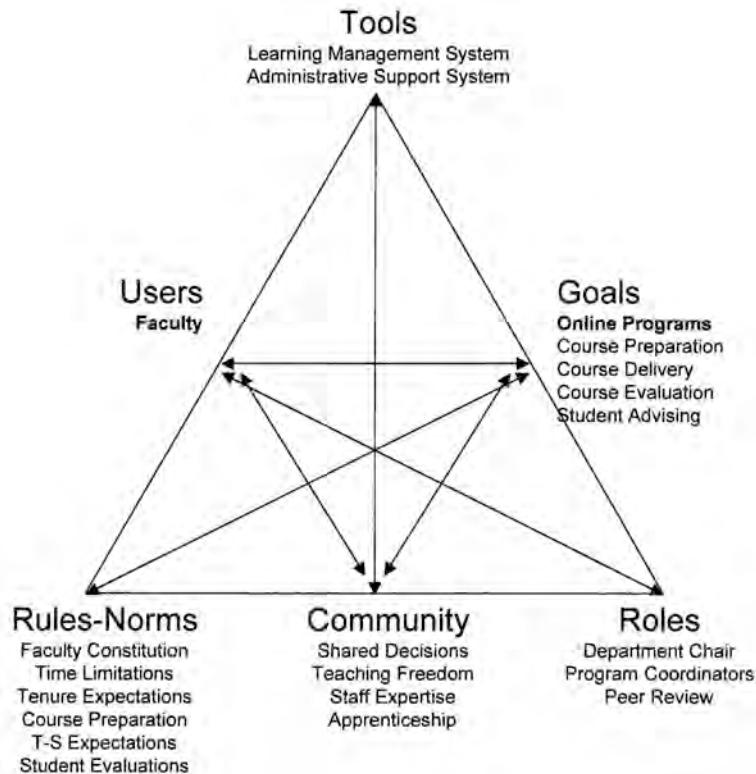 Tools
Learning Management System
Administrative Support System
Users
Faculty
Goals
Online Programs
Course Preparation
Course Delivery
Course Evaluation
Student Advising
Rules-Norms
Faculty Constitution
Time Limitations
Tenure Expectations
Course Preparation
T-S Expectations
Student Evaluations
Community
Shared Decisions
Teaching Freedom
Staff Expertise
Apprenticeship
Roles
Department Chair
Program Coordinators
Peer Review